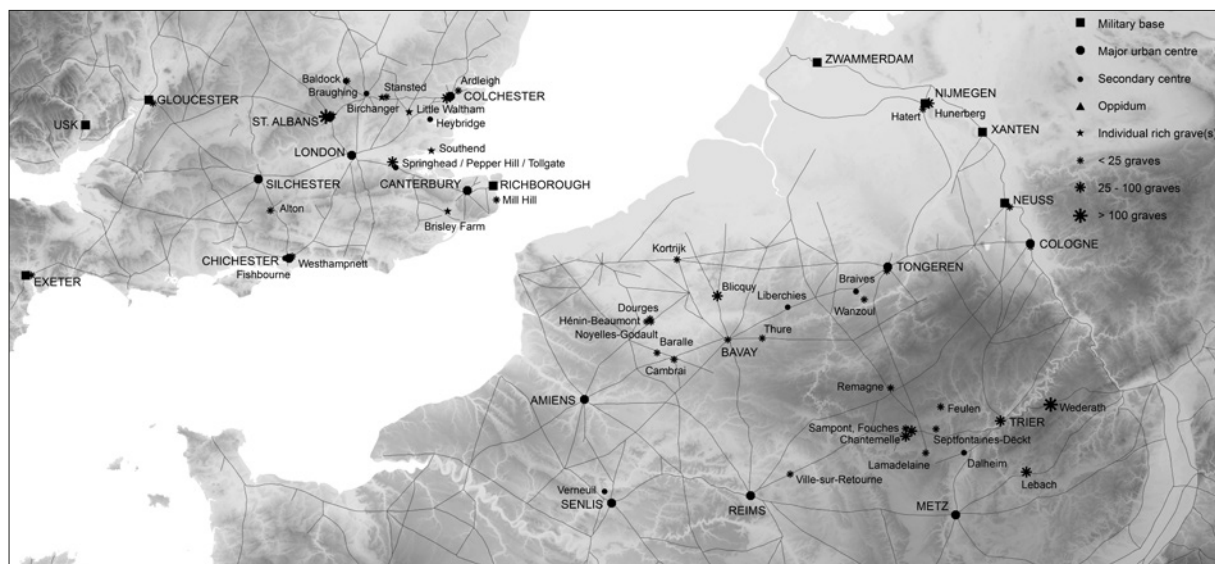 Military base
Major urban centre
Secondary centre
Oppidum
Individual rich grave(s)
< 25 graves
25 - 100 graves
> 100 graves
ZWAMMERDAM
NIJMEGEN
Hatert
Hunerberg
XANTEN
NEUSS
COLOGNE
Baldock
Braughing
Stansted
Ardleigh
Birchanger
COLCHESTER
Little Waltham
Heybridge
GLOUCESTER
USK
ST. ALBANS
Southend
LONDON
Springhead / Pepper Hill / Tollgate
SILCHESTER
CANTERBURY
RICHBOROUGH
Mill Hill
Alton
Brisley Farm
CHICHESTER
Westhampnett
Fishbourne
EXETER
Kortrijk
TONGEREN
Blicquy
Braives
Liberchies
Wanzoul
Dourges
Hénin-Beaumont
Noyelles-Godault
Thure
BAVAY
Baralle
Cambrai
Remagne
AMIENS
Feulen
Wederath
TRIER
Sampont, Fouches
Chantemelle
Septfontaines-Déckt
Lamadelaine
Dalheim
Ville-sur-Retourne
Lebach
Verneuil
SENLIS
REIMS
METZ